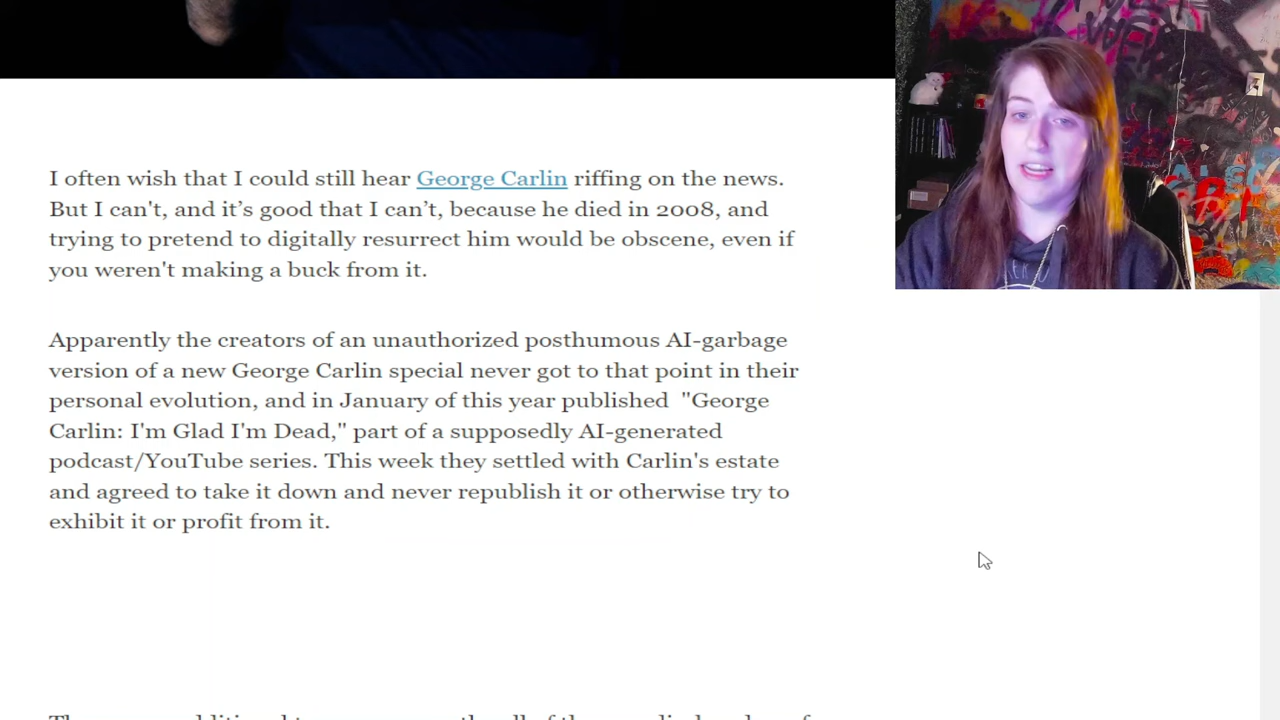 I often wish that I could still hear George Carlin riffing on the news.
But I can't, and it’s good that I can’t, because he died in 2008, and
trying to pretend to digitally resurrect him would be obscene, even if
you weren't making a buck from it.
Apparently the creators of an unauthorized posthumous AI-garbage
version of a new George Carlin special never got to that point in their
personal evolution, and in January of this year published "George
Carlin: I'm Glad I'm Dead," part of a supposedly AI-generated
podcast/YouTube series. This week they settled with Carlin's estate
and agreed to take it down and never republish it or otherwise try to
exhibit it or profit from it.